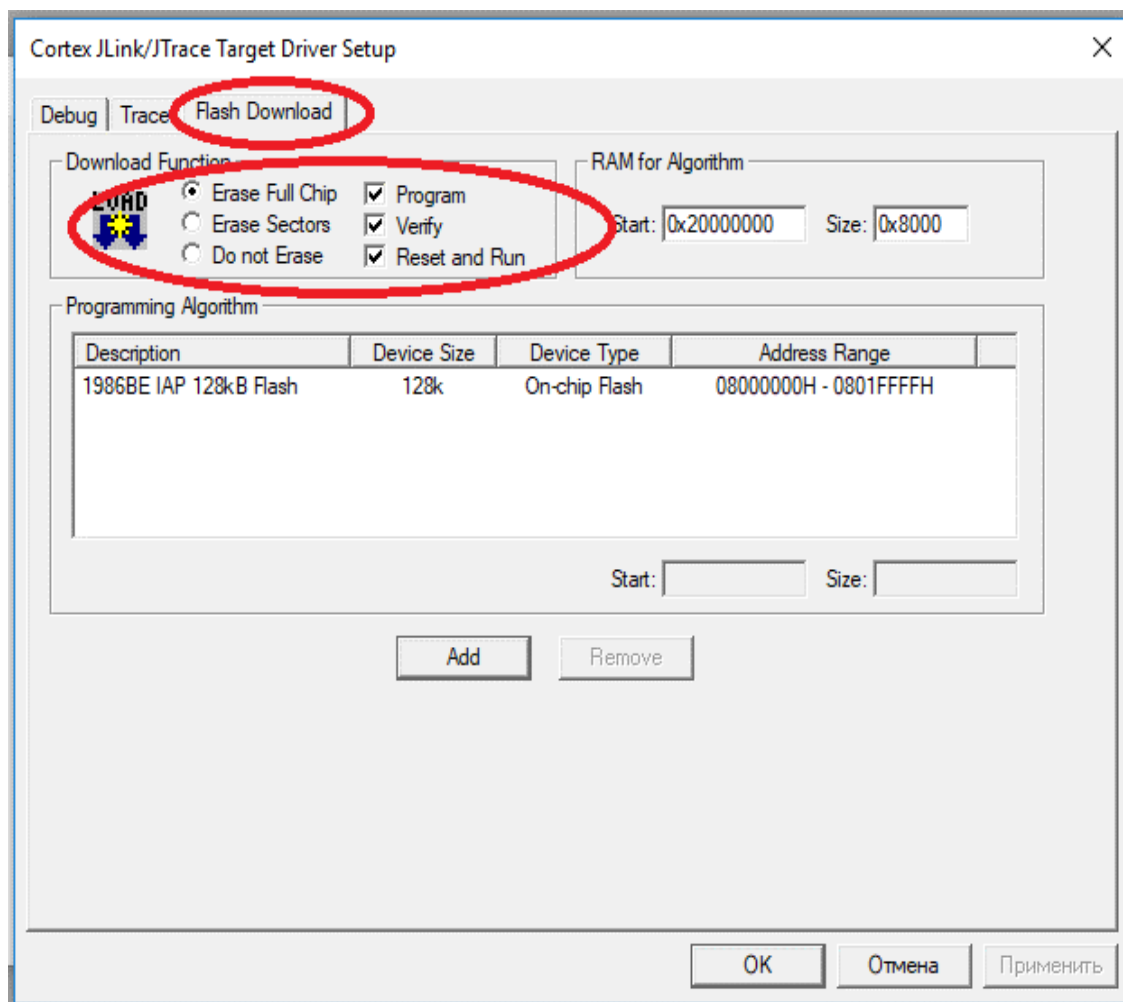 Cortex JLink/JTrace Target Driver Setup
Debug Trace Flash Download
Download Function
LOAD
Erase Full Chip
Erase Sectors
Do not Erase
Program
Verify
Reset and Run
RAM for Algorithm
Start: 0x20000000 Size: 0x8000
Programming Algorithm
Description Device Size Device Type Address Range
1986BE IAP 128kB Flash 128k On-chip Flash 08000000H - 0801FFFFH
Start: Size:
Add Remove
OK Отмена Применить